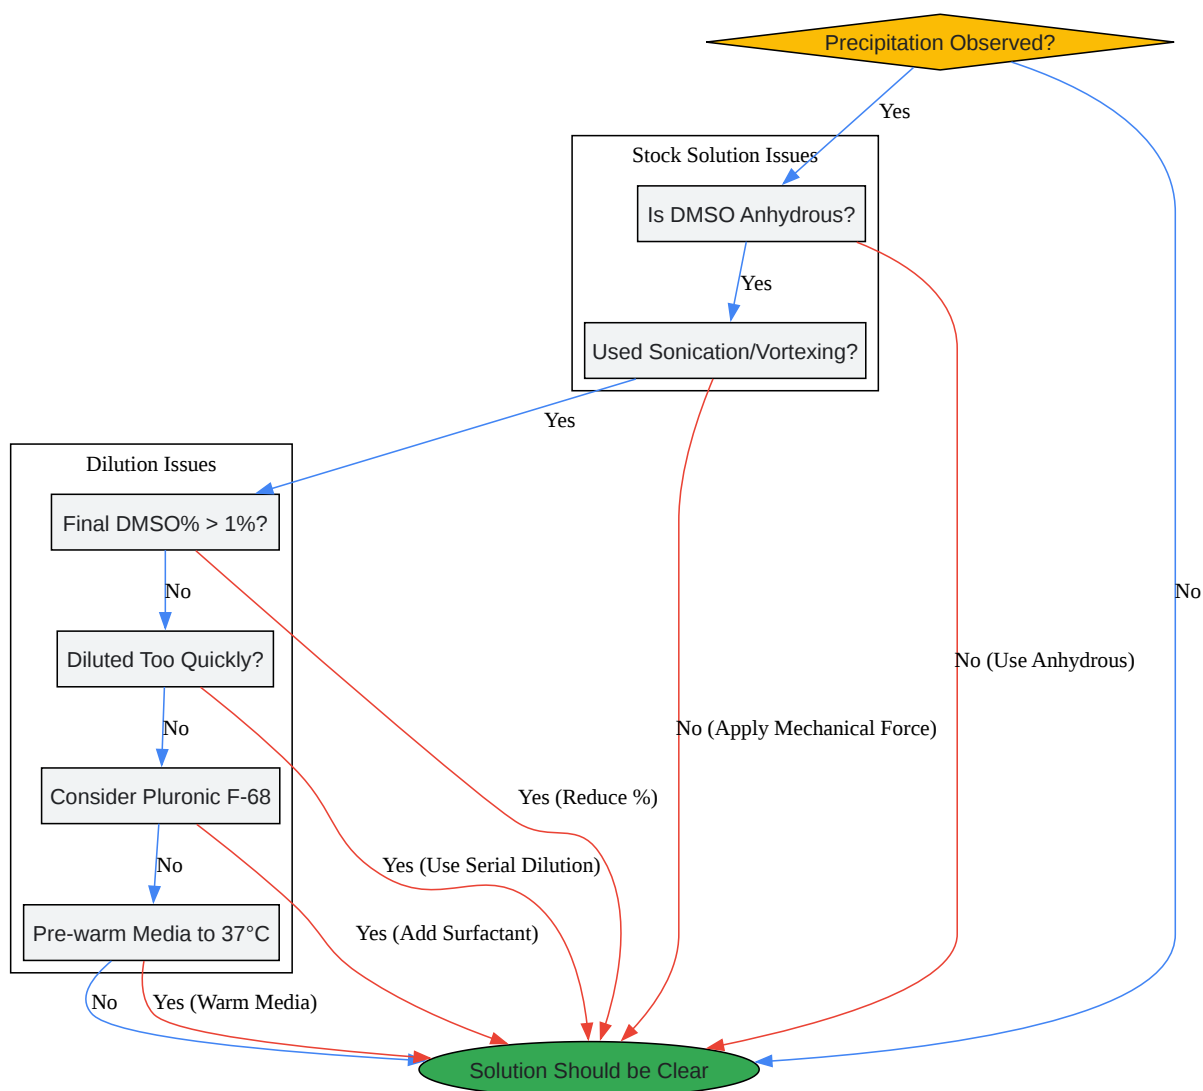 Precipitation Observed?
Yes
Stock Solution Issues
Is DMSO Anhydrous?
Yes
Used Sonication/Vortexing?
Yes
Dilution Issues
Final DMSO% > 1%?
No
No
Diluted Too Quickly?
No (Use Anhydrous)
No
No (Apply Mechanical Force)
Consider Pluronic F-68
Yes (Reduce %)
No
Yes (Use Serial Dilution)
Pre-warm Media to 37°C
Yes (Add Surfactant)
No
Yes (Warm Media)
Solution Should be Clear